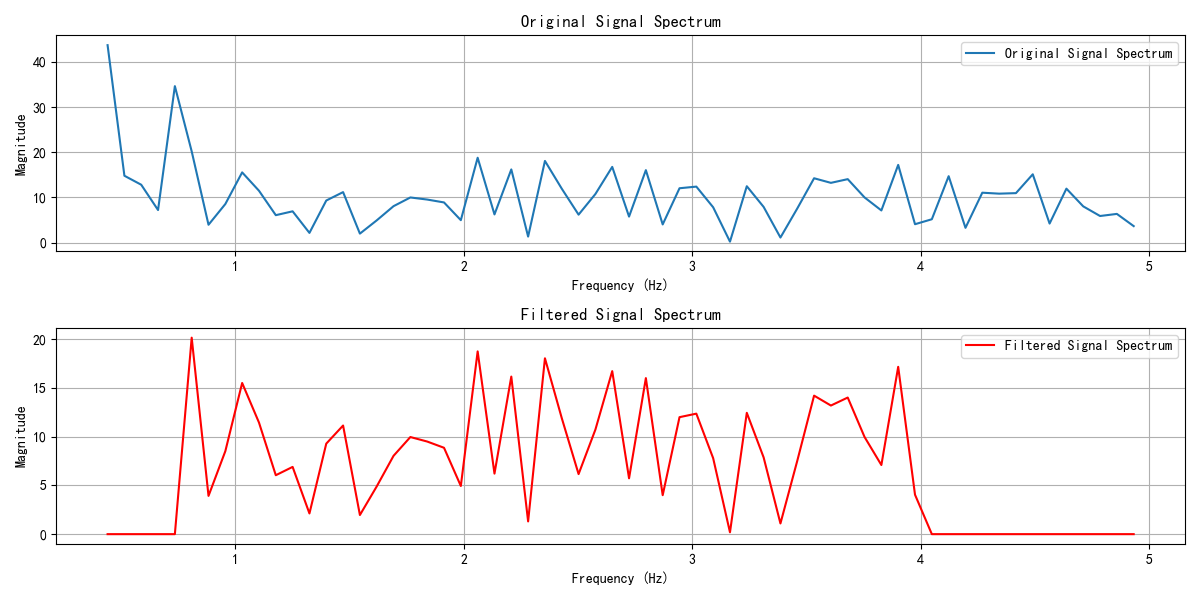 Original Signal Spectrum
Original Signal Spectrum
Magnitude
40
30
20
10
0
1
2
3
4
5
Frequency (Hz)
Filtered Signal Spectrum
Filtered Signal Spectrum
Magnitude
20
15
10
5
0
1
2
3
4
5
Frequency (Hz)